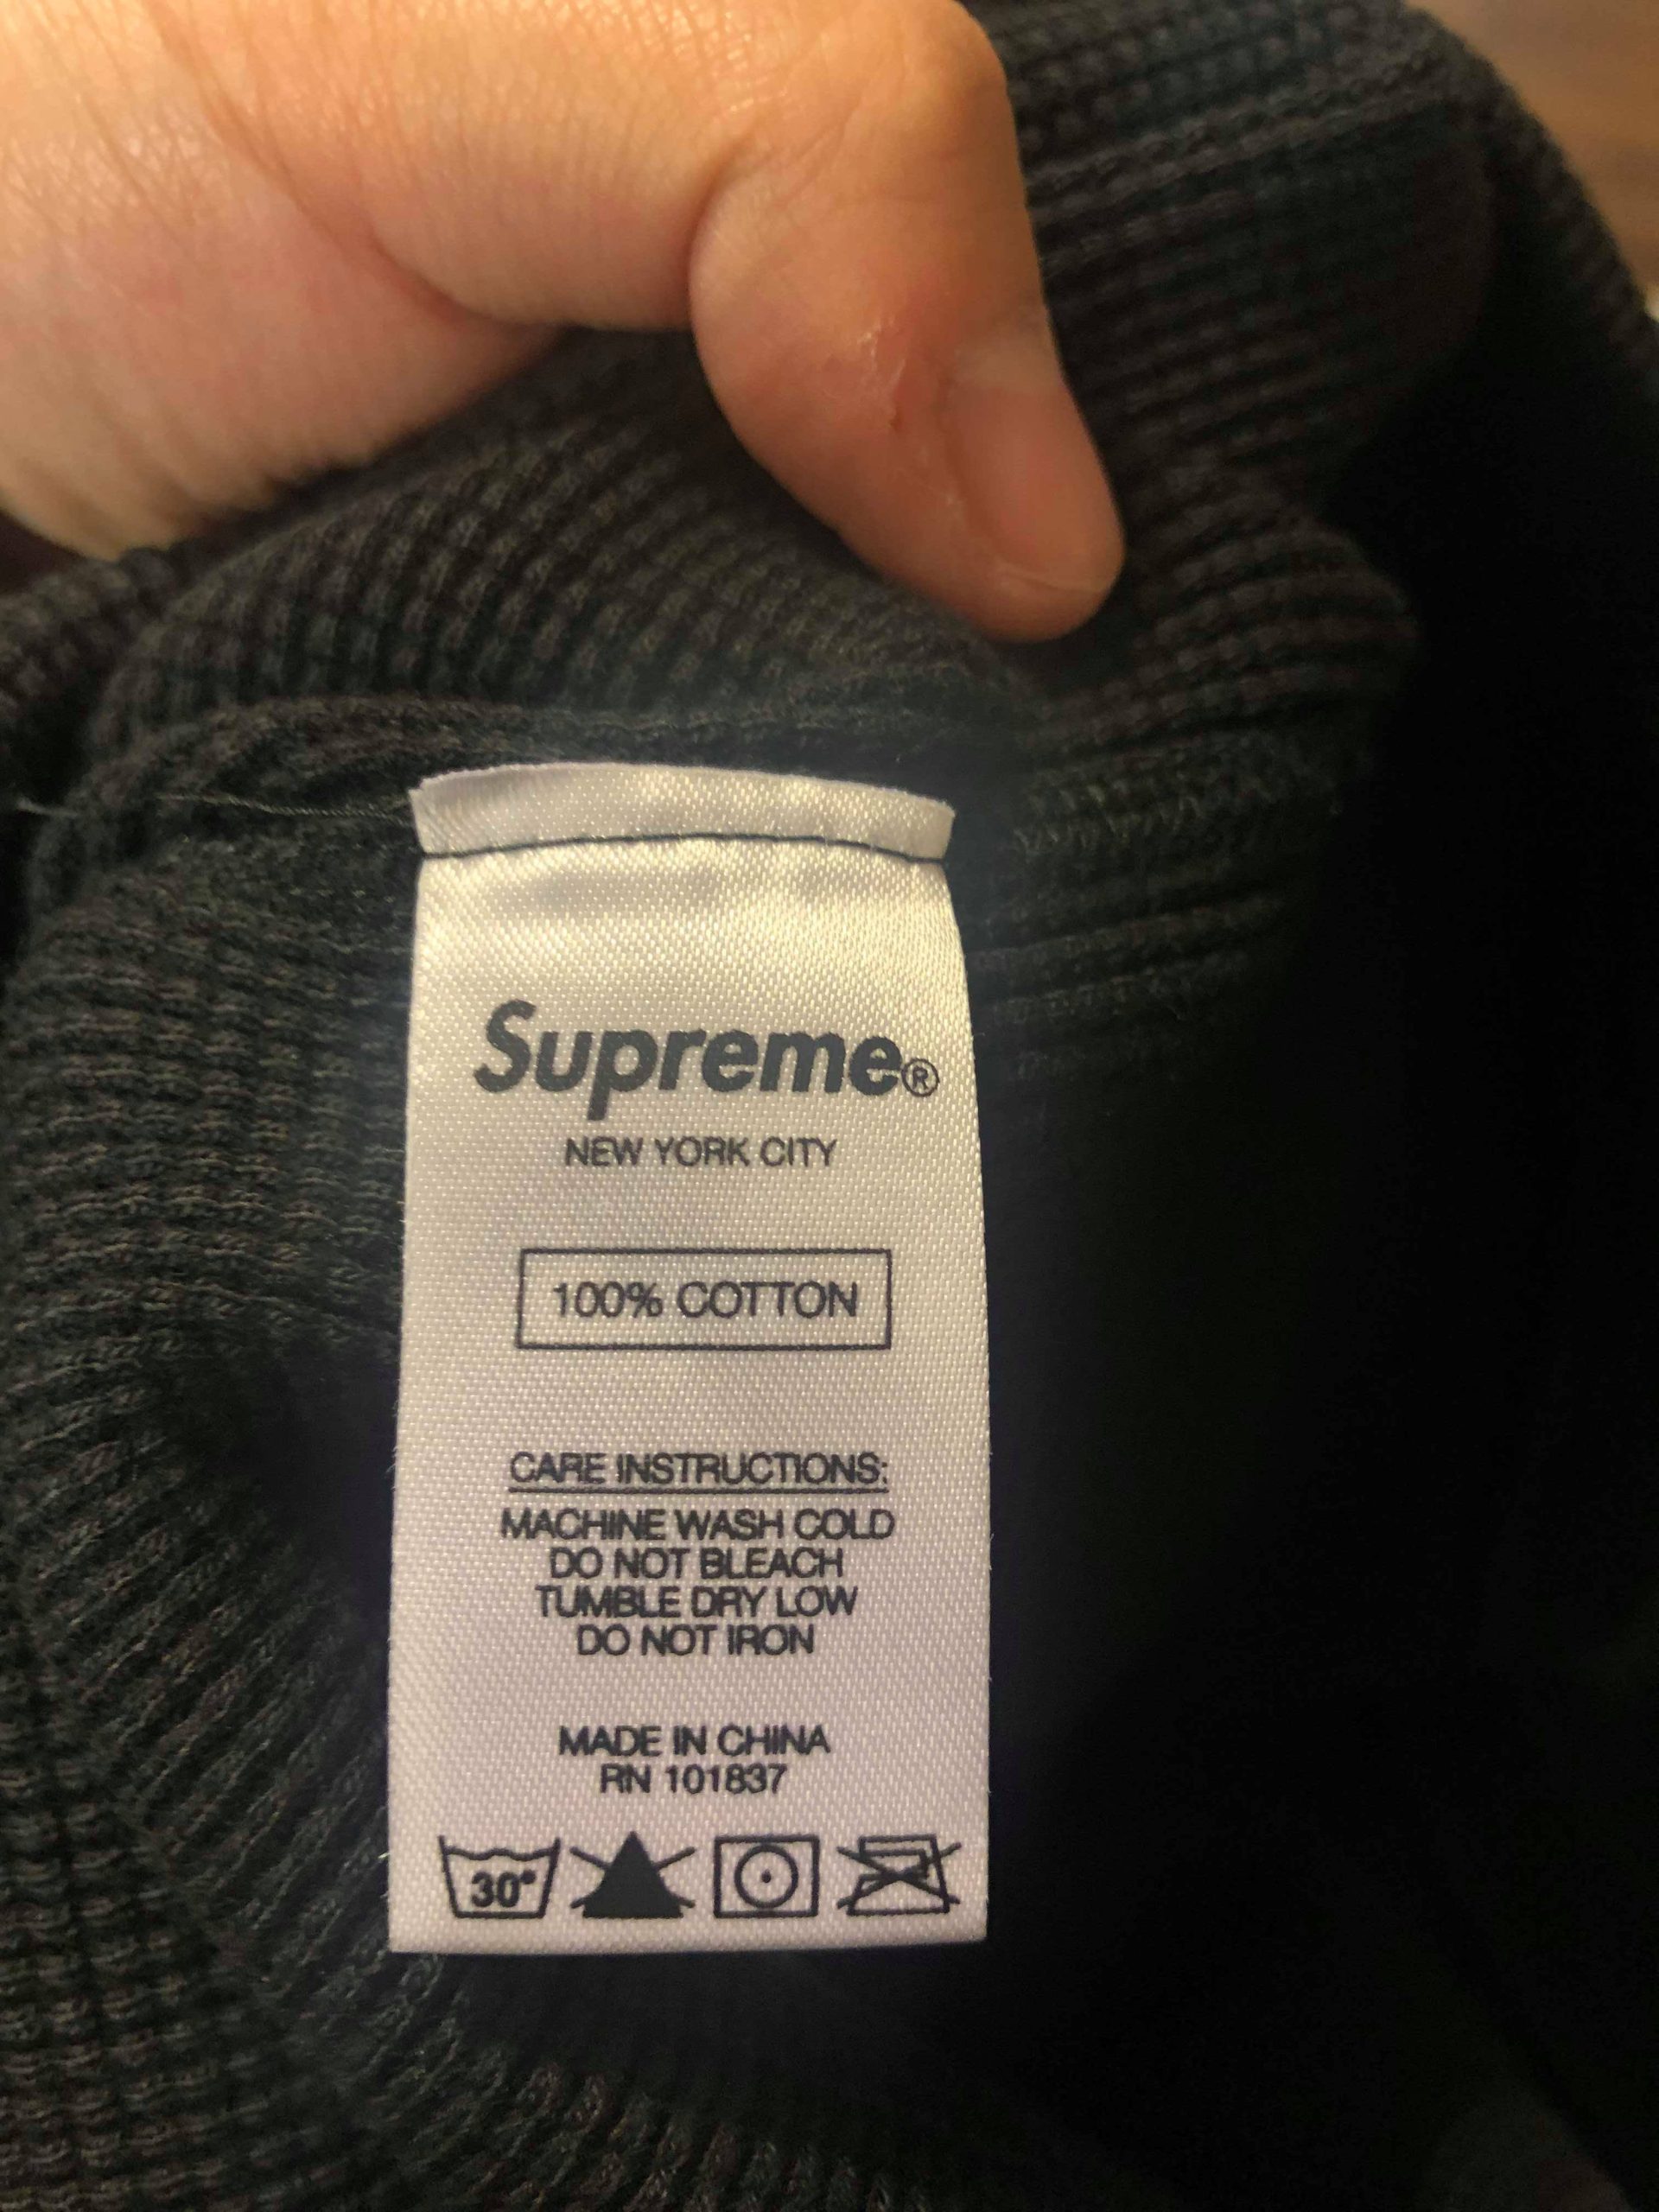 Supreme®
NEW YORK CITY
100% COTTON
CARE INSTRUCTIONS:
MACHINE WASH COLD
DO NOT BLEACH
TUMBLE DRY LOW
DO NOT IRON
MADE IN CHINA
RN 101837
30°